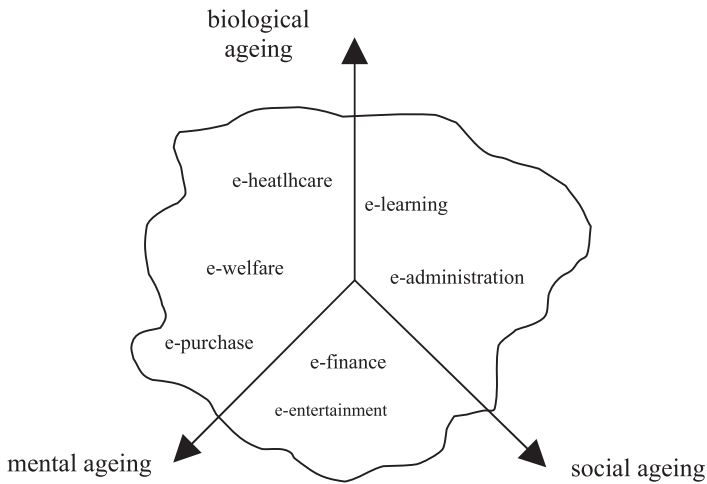 biological
ageing
e-heatlhcare
e-learning
e-welfare
e-administration
e-purchase
e-finance
e-entertainment
mental ageing
social ageing